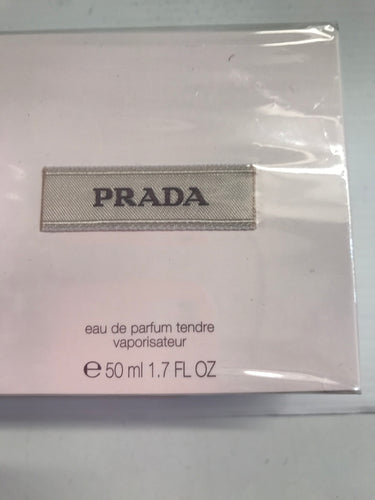 PRADA
eau de parfum tendre
vaporisateur
℮ 50 ml 1.7 FL OZ